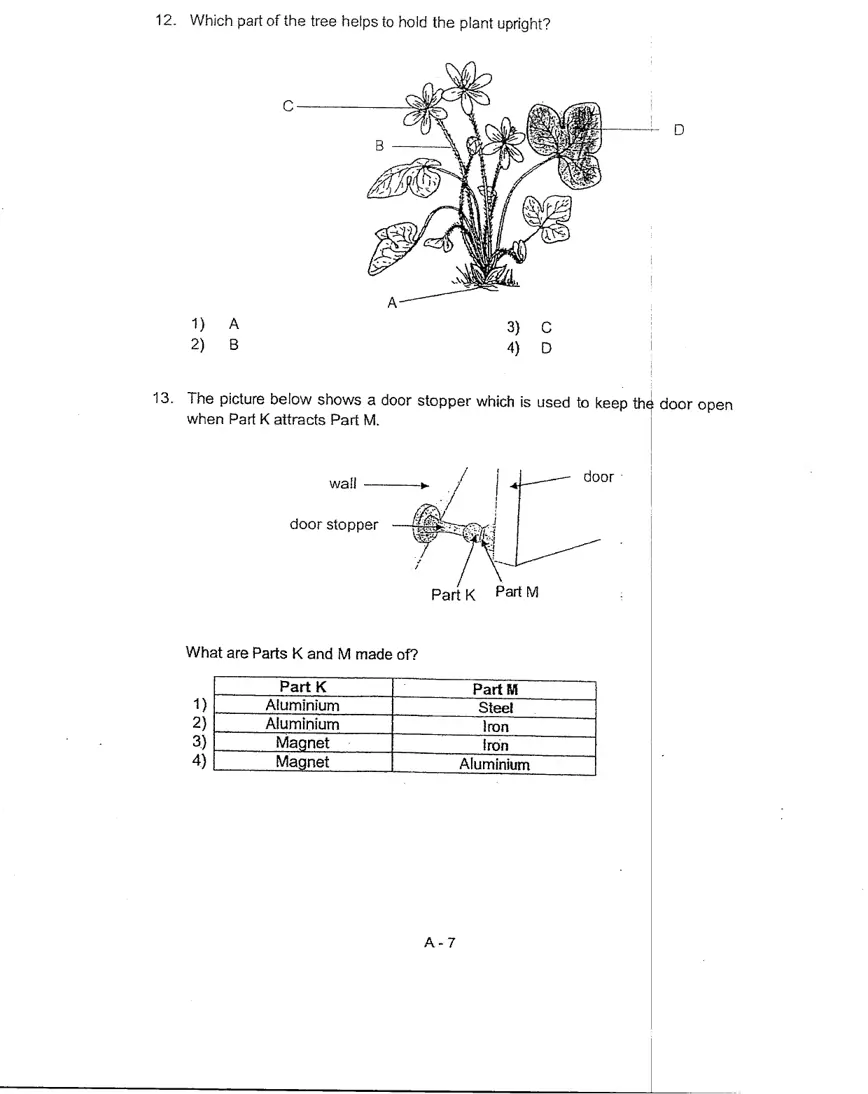 12. Which part of the tree helps to hold the plant upright?
C
D
B
A
1) A
3) C
2) B
4) D
13. The picture below shows a door stopper which is used to keep the door open
when Part K attracts Part M.
wall
door
door stopper
Part K Part M
What are Parts K and M made of?
Part K Part M
1) Aluminium Steel
2) Aluminium Iron
3) Magnet Iron
4) Magnet Aluminium
A - 7